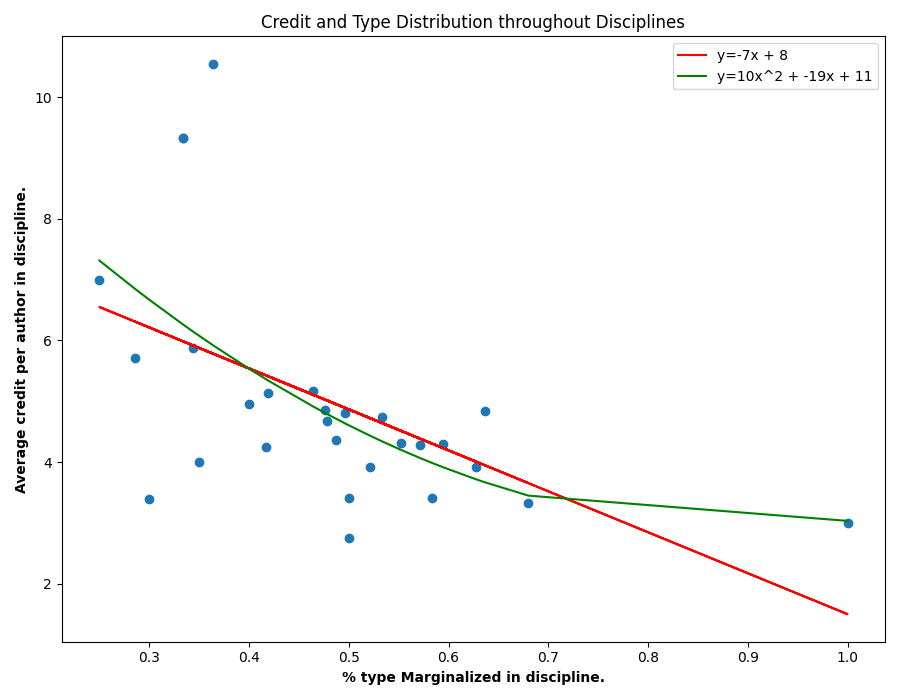 Credit and Type Distribution throughout Disciplines
y=-7x + 8
y=10x^2 + -19x + 11
10
8
6
4
2
Average credit per author in discipline.
0.3 0.4 0.5 0.6 0.7 0.8 0.9 1.0
% type Marginalized in discipline.